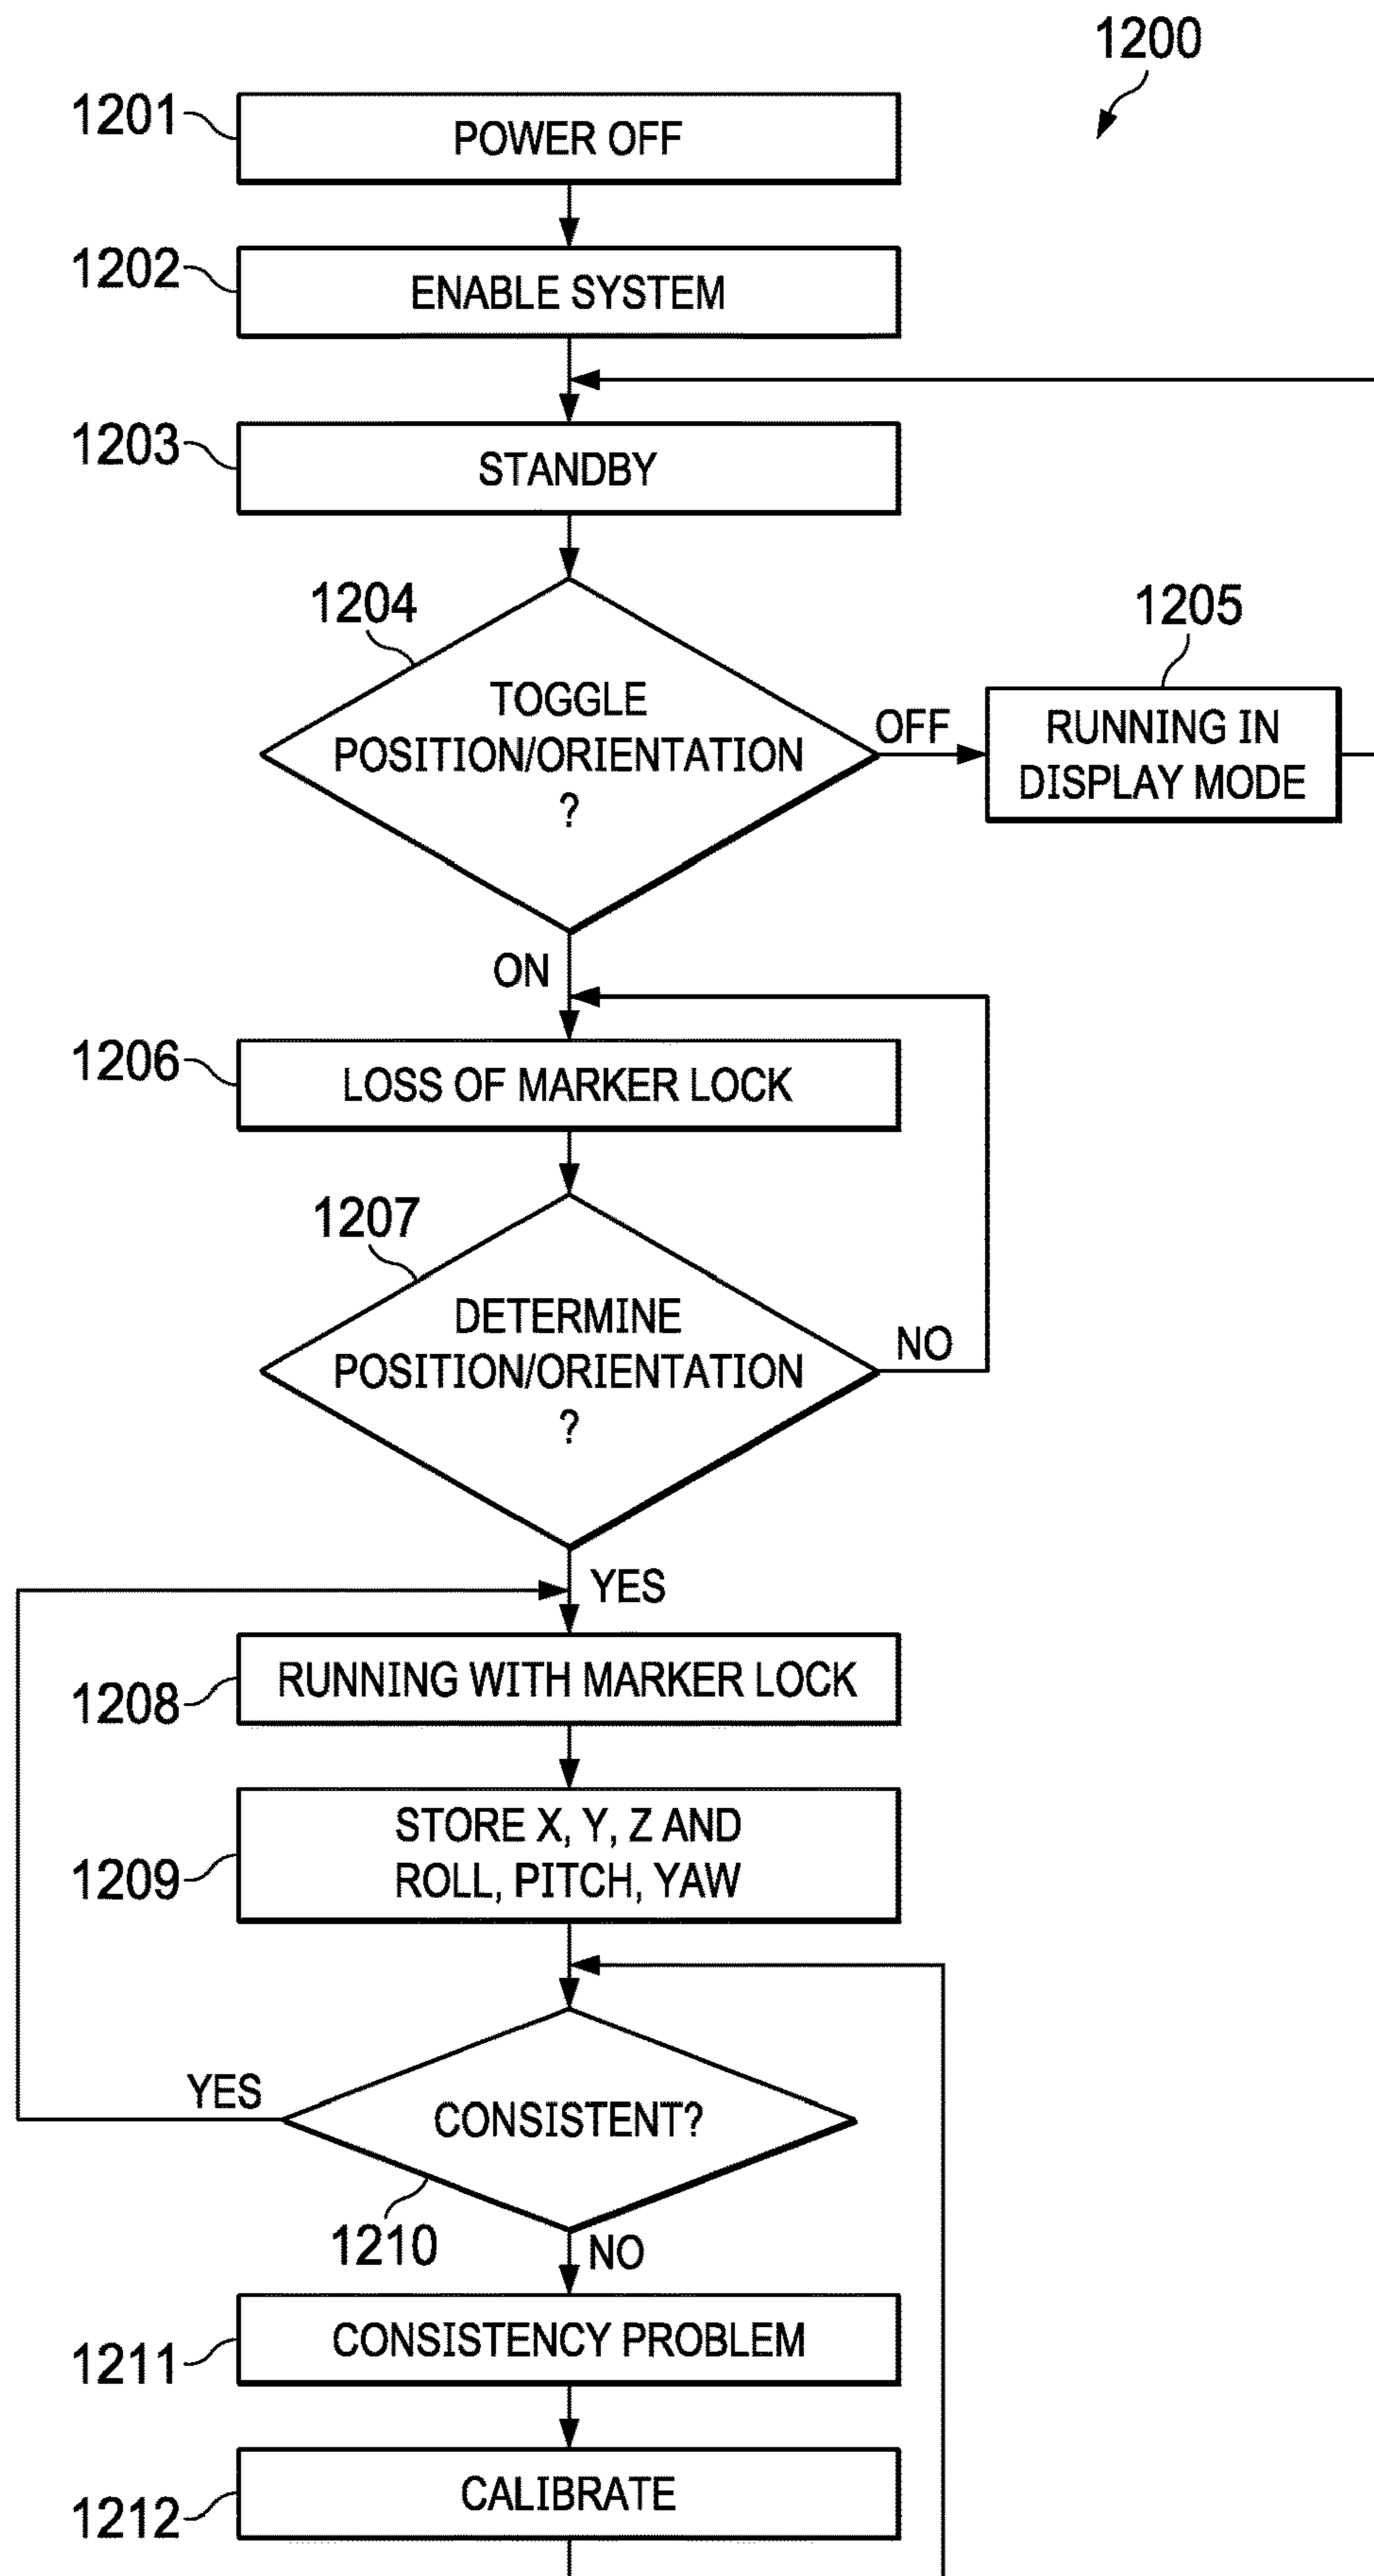 1200
1201
POWER OFF
1202
ENABLE SYSTEM
1203
STANDBY
1204
TOGGLE
POSITION/ORIENTATION
?
OFF
1205
RUNNING IN
DISPLAY MODE
ON
1206
LOSS OF MARKER LOCK
1207
DETERMINE
POSITION/ORIENTATION
?
NO
YES
1208
RUNNING WITH MARKER LOCK
1209
STORE X, Y, Z AND
ROLL, PITCH, YAW
YES
CONSISTENT?
1210
NO
1211
CONSISTENCY PROBLEM
1212
CALIBRATE